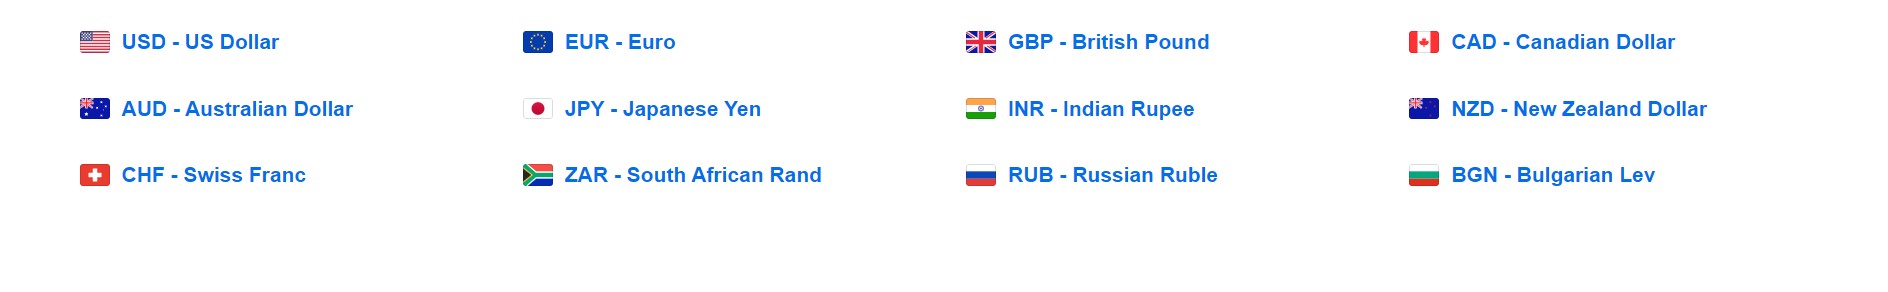 USD - US Dollar
EUR - Euro
GBP - British Pound
CAD - Canadian Dollar
AUD - Australian Dollar
JPY - Japanese Yen
INR - Indian Rupee
NZD - New Zealand Dollar
CHF - Swiss Franc
ZAR - South African Rand
RUB - Russian Ruble
BGN - Bulgarian Lev